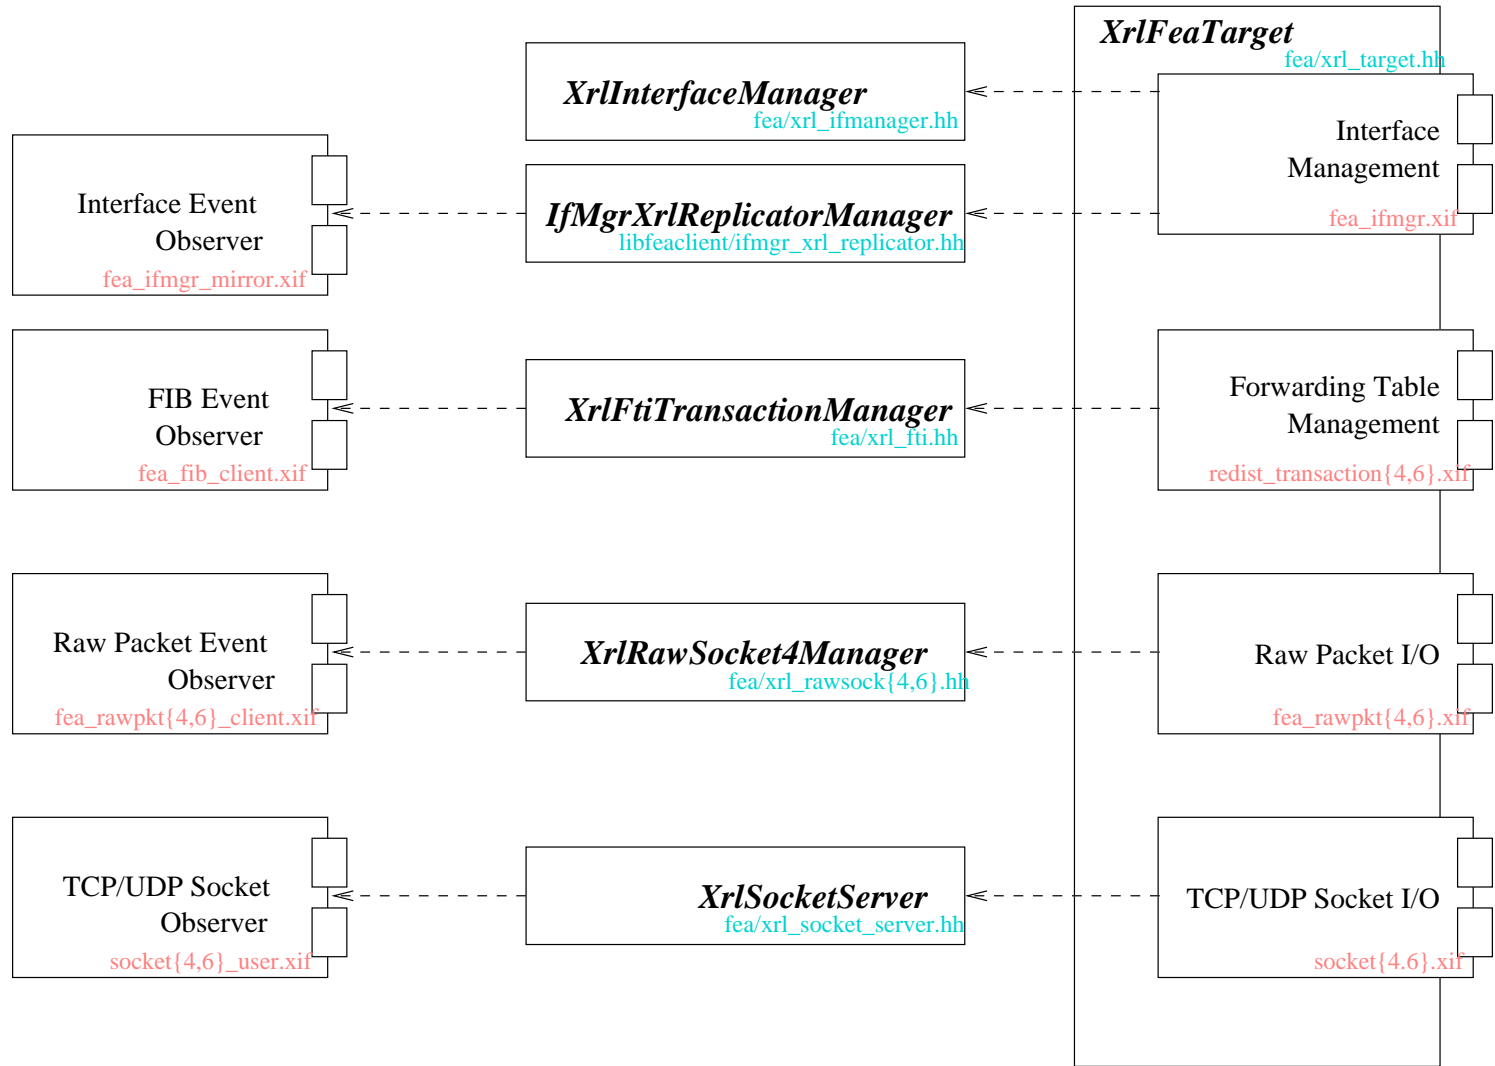 XrlFeaTarget
fea/xrl_target.hh
XrlInterfaceManager
fea/xrl_ifmanager.hh
Interface
Management
fea_ifmgr.xif
Interface Event
Observer
fea_ifmgr_mirror.xif
IfMgrXrlReplicatorManager
libfeaclient/ifmgr_xrl_replicator.hh
FIB Event
Observer
fea_fib_client.xif
XrlFtiTransactionManager
fea/xrl_fti.hh
Forwarding Table
Management
redist_transaction{4,6}.xif
Raw Packet Event
Observer
fea_rawpkt{4,6}_client.xif
XrlRawSocket4Manager
fea/xrl_rawsock{4,6}.hh
Raw Packet I/O
fea_rawpkt{4,6}.xif
TCP/UDP Socket
Observer
socket{4,6}_user.xif
XrlSocketServer
fea/xrl_socket_server.hh
TCP/UDP Socket I/O
socket{4.6}.xif